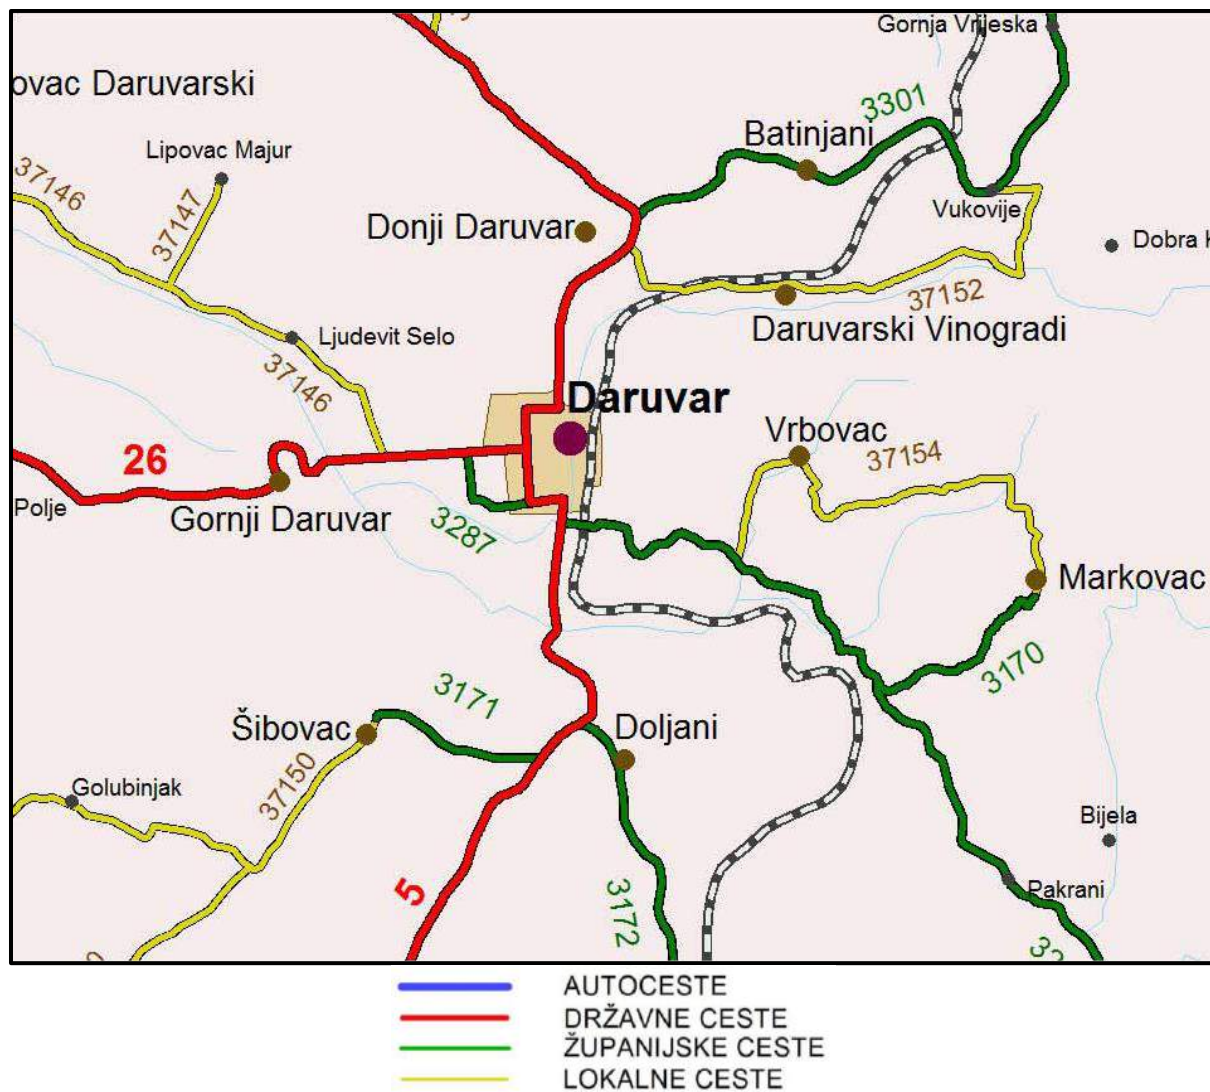 Gornja Vrijeska
ovac Daruvarski
3301
Batinjani
Lipovac Majur
37146
37147
Vukovije
Donji Daruvar
Dobra K
37152
Daruvarski Vinogradi
Ljudevit Selo
37146
Daruvar
Vrbovac
26
37154
Polje
Gornji Daruvar
3287
Markovac
3170
3171
Šibovac
Doljani
Golubinjak
37150
Bijela
5
3172
Pakrani
32
AUTOCESTE
DRŽAVNE CESTE
ŽUPANIJSKE CESTE
LOKALNE CESTE